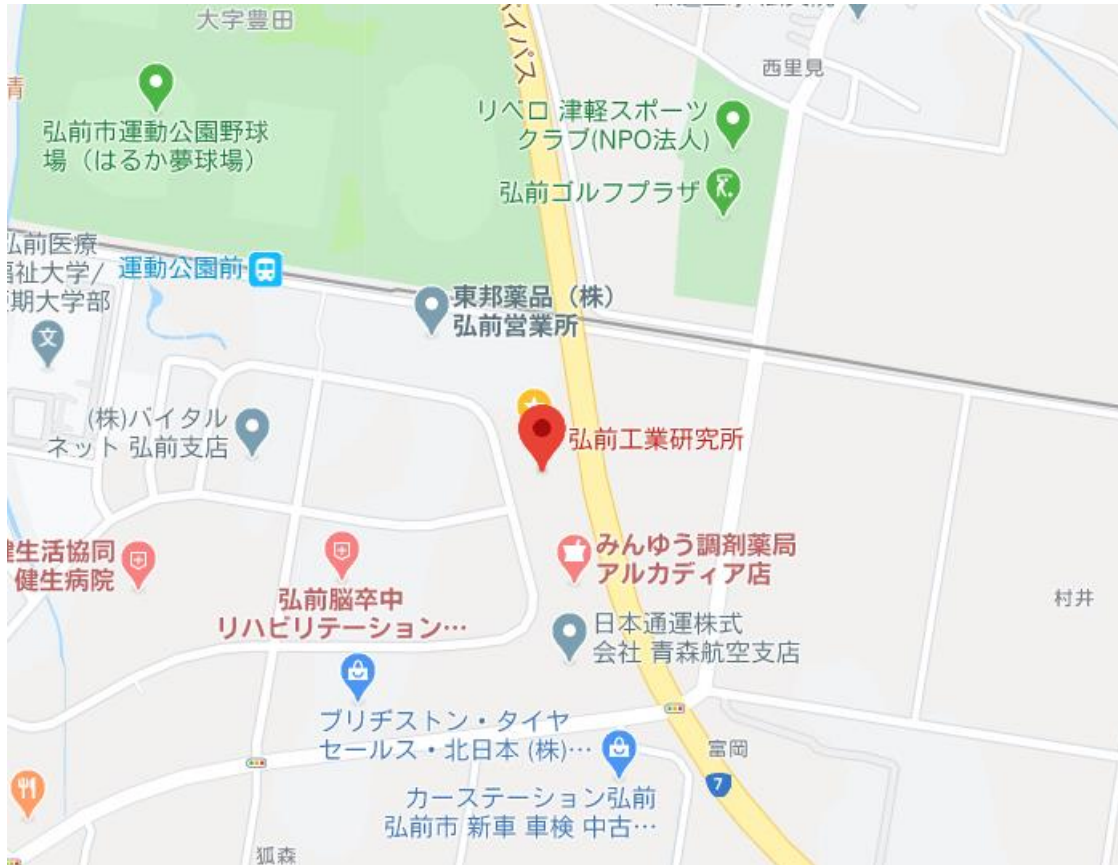 大字豊田
バイパス
西里見
青
弘前市運動公園野球
場（はるか夢球場）
リベロ 津軽スポーツ
クラブ(NPO法人)
弘前ゴルフプラザ
弘前医療
福祉大学/
短期大学部
運動公園前
文
東邦薬品（株）
弘前営業所
(株)バイタル
ネット 弘前支店
弘前工業研究所
健生活協同
健生病院
弘前脳卒中
リハビリテーション…
みんゆう調剤薬局
アルカディア店
村井
日本通運株式
会社 青森航空支店
ブリヂストン・タイヤ
セールス・北日本 (株)…
富岡
7
カーステーション弘前
弘前市 新車 車検 中古…
狐森